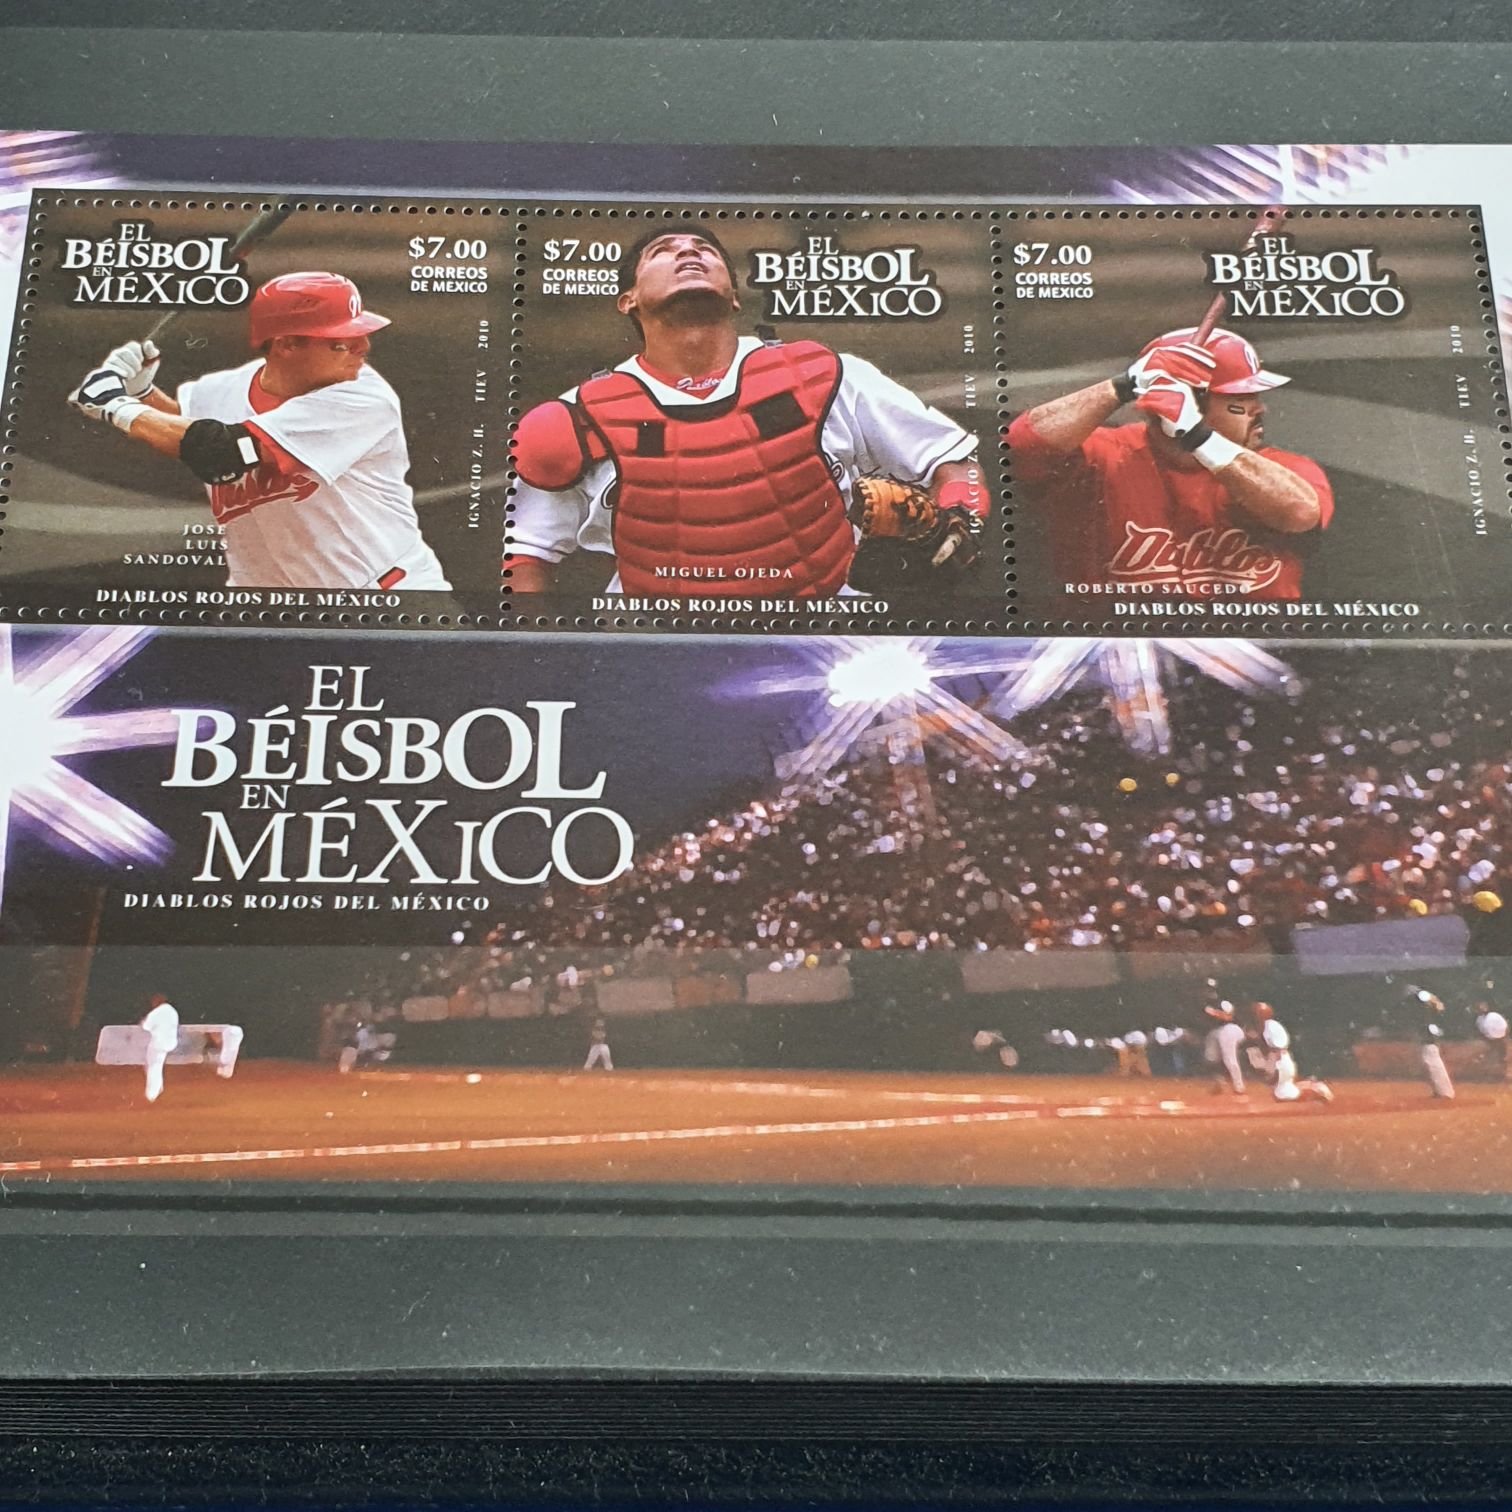 EL
BÉISBOL
EN
MÉXICO
$7.00
CORREOS
DE MEXICO
IGNACIO Z. H. TIEV 2010
JOSE
LUIS
SANDOVAL
DIABLOS ROJOS DEL MÉXICO
$7.00
CORREOS
DE MEXICO
EL
BÉISBOL
EN
MÉXICO
IGNACIO Z. H. TIEV 2010
MIGUEL OJEDA
DIABLOS ROJOS DEL MÉXICO
$7.00
CORREOS
DE MEXICO
EL
BÉISBOL
EN
MÉXICO
IGNACIO Z. H. TIEV 2010
Diablos
ROBERTO SAUCEDO
DIABLOS ROJOS DEL MÉXICO
EL
BÉISBOL
EN
MÉXICO
DIABLOS ROJOS DEL MÉXICO